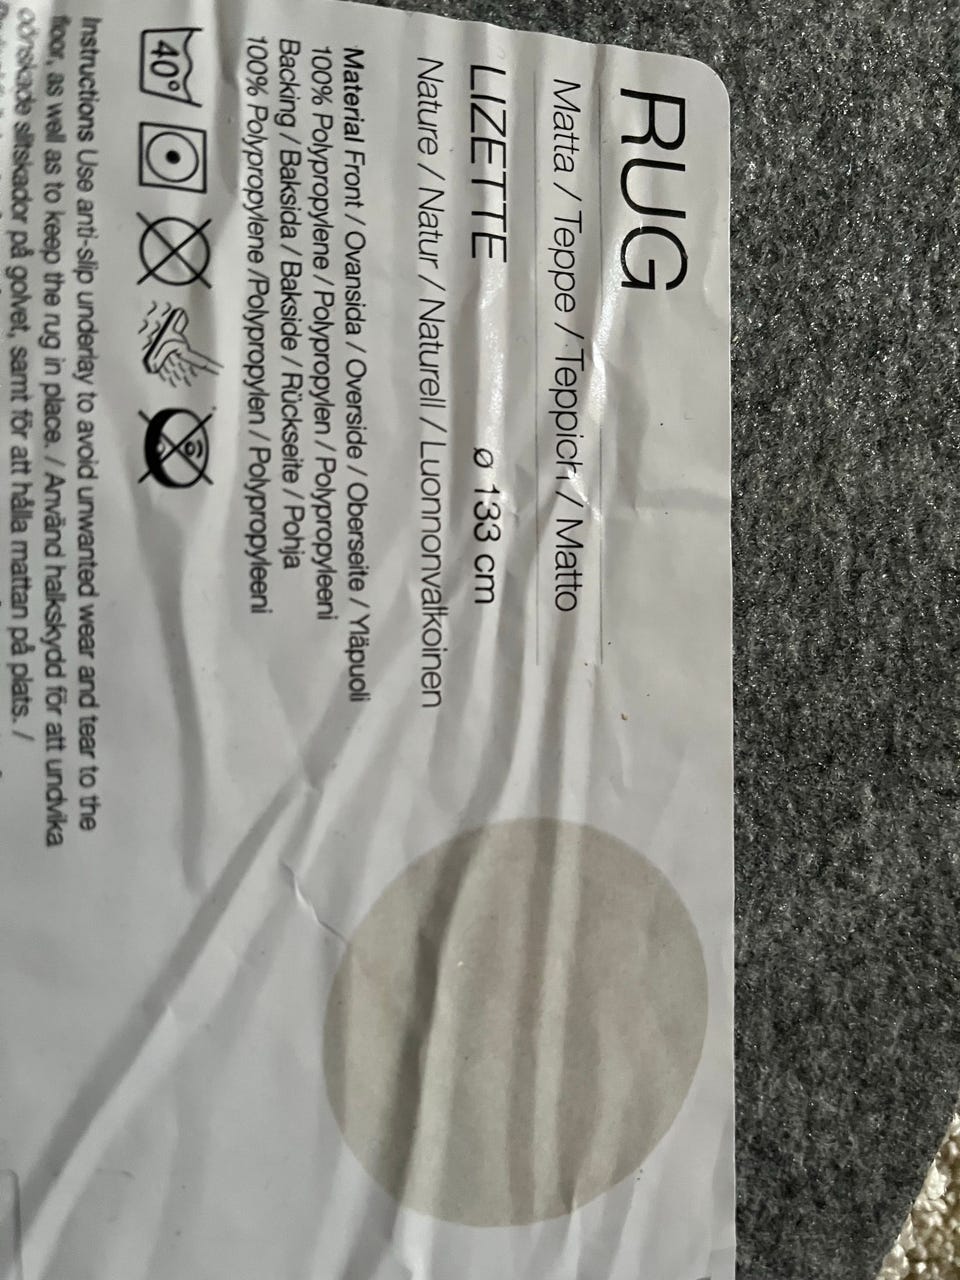 RUG
Matta / Teppe / Teppich / Matto
LIZETTE ø 133 cm
Nature / Natur / Naturell / Luonnonvalkoinen
Material Front / Ovansida / Overside / Oberseite / Yläpuoli
100% Polypropylene / Polypropylen / Polypropyleeni
Backing / Baksida / Bakside / Rückseite / Pohja
100% Polypropylene /Polypropylen / Polypropyleeni
40°
Instructions Use anti-slip underlay to avoid unwanted wear and tear to the
floor, as well as to keep the rug in place. / Använd halkskydd för att undvika
oönskade slitskador på golvet, samt för att hålla mattan på plats. /